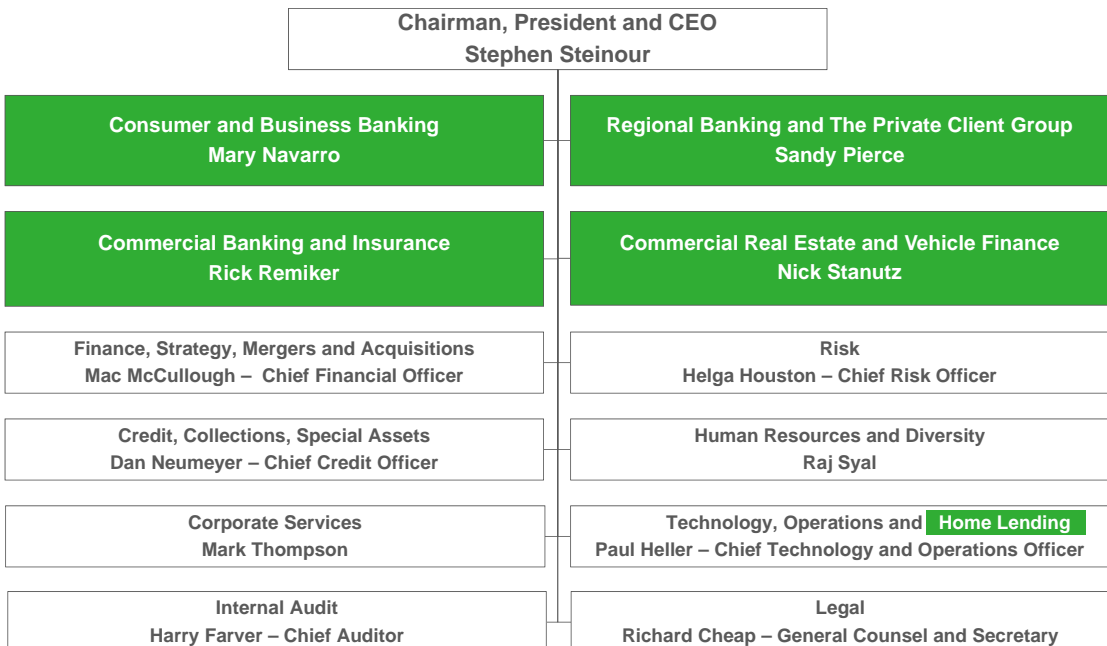 Chairman, President and CEO
Stephen Steinour
Consumer and Business Banking
Mary Navarro
Regional Banking and The Private Client Group
Sandy Pierce
Commercial Banking and Insurance
Rick Remiker
Commercial Real Estate and Vehicle Finance
Nick Stanutz
Finance, Strategy, Mergers and Acquisitions
Mac McCullough – Chief Financial Officer
Risk
Helga Houston – Chief Risk Officer
Credit, Collections, Special Assets
Dan Neumeyer – Chief Credit Officer
Human Resources and Diversity
Raj Syal
Corporate Services
Mark Thompson
Technology, Operations and Home Lending
Paul Heller – Chief Technology and Operations Officer
Internal Audit
Harry Farver – Chief Auditor
Legal
Richard Cheap – General Counsel and Secretary